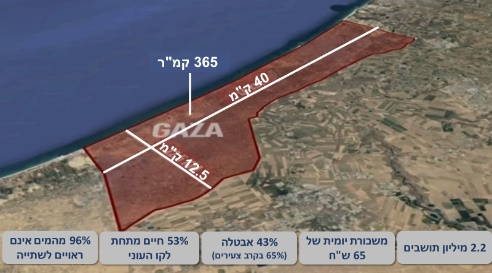 365 קמ"ר
40 ק"מ
GAZA
12.5 ק"מ
2.2 מיליון תושבים
משכורת יומית של
65 ש"ח
43% אבטלה
(65% בקרב צעירים)
53% חיים מתחת
לקו העוני
96% מהמים אינם
ראויים לשתייה